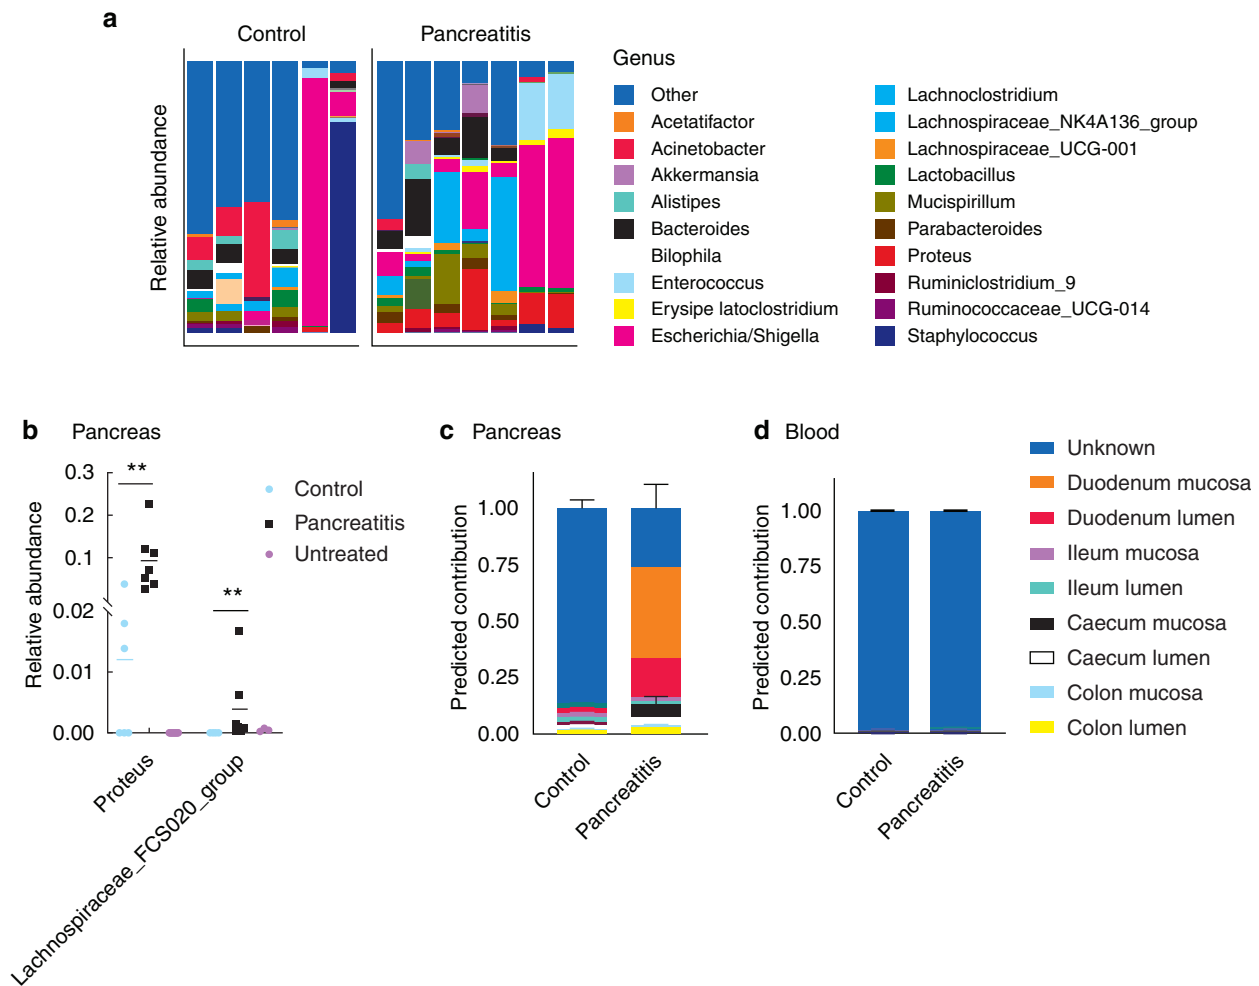 a
Control
Pancreatitis
Relative abundance
Genus
Other
Acetatifactor
Acinetobacter
Akkermansia
Alistipes
Bacteroides
Bilophila
Enterococcus
Erysipe latoclostridium
Escherichia/Shigella
Lachnoclostridium
Lachnospiraceae_NK4A136_group
Lachnospiraceae_UCG-001
Lactobacillus
Mucispirillum
Parabacteroides
Proteus
Ruminiclostridium_9
Ruminococcaceae_UCG-014
Staphylococcus
b Pancreas
Relative abundance
0.3
0.2
0.1
0.02
0.01
0.00
**
**
Control
Pancreatitis
Untreated
Proteus
Lachnospiraceae_FCS020_group
c Pancreas
Predicted contribution
1.00
0.75
0.50
0.25
0.00
Control
Pancreatitis
d Blood
Predicted contribution
1.00
0.75
0.50
0.25
0.00
Control
Pancreatitis
Unknown
Duodenum mucosa
Duodenum lumen
Ileum mucosa
Ileum lumen
Caecum mucosa
Caecum lumen
Colon mucosa
Colon lumen